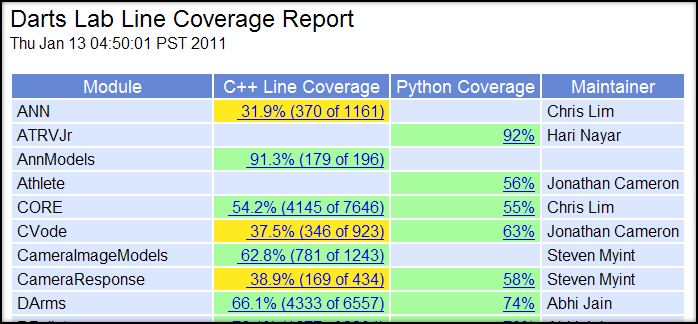 Darts Lab Line Coverage Report
Thu Jan 13 04:50:01 PST 2011
Module C++ Line Coverage Python Coverage Maintainer
ANN 31.9% (370 of 1161) Chris Lim
ATRVJr 92% Hari Nayar
AnnModels 91.3% (179 of 196)
Athlete 56% Jonathan Cameron
CORE 54.2% (4145 of 7646) 55% Chris Lim
CVode 37.5% (346 of 923) 63% Jonathan Cameron
CameraImageModels 62.8% (781 of 1243) Steven Myint
CameraResponse 38.9% (169 of 434) 58% Steven Myint
DArms 66.1% (4333 of 6557) 74% Abhi Jain